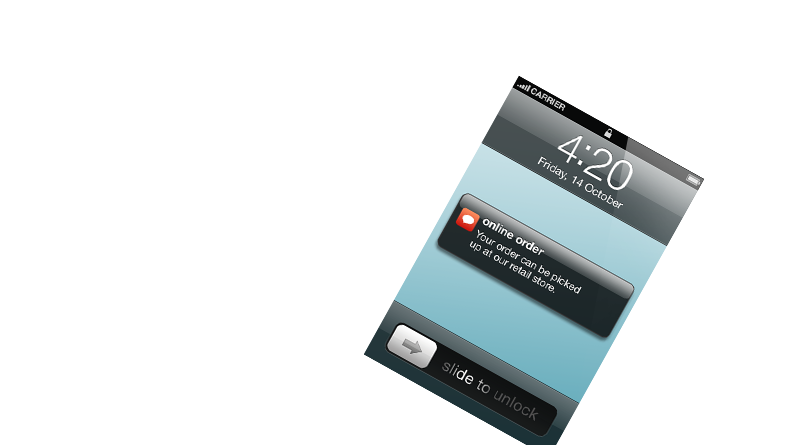 CARRIER
4:20
Friday, 14 October
online order
Your order can be picked
up at our retail store.
slide to unlock